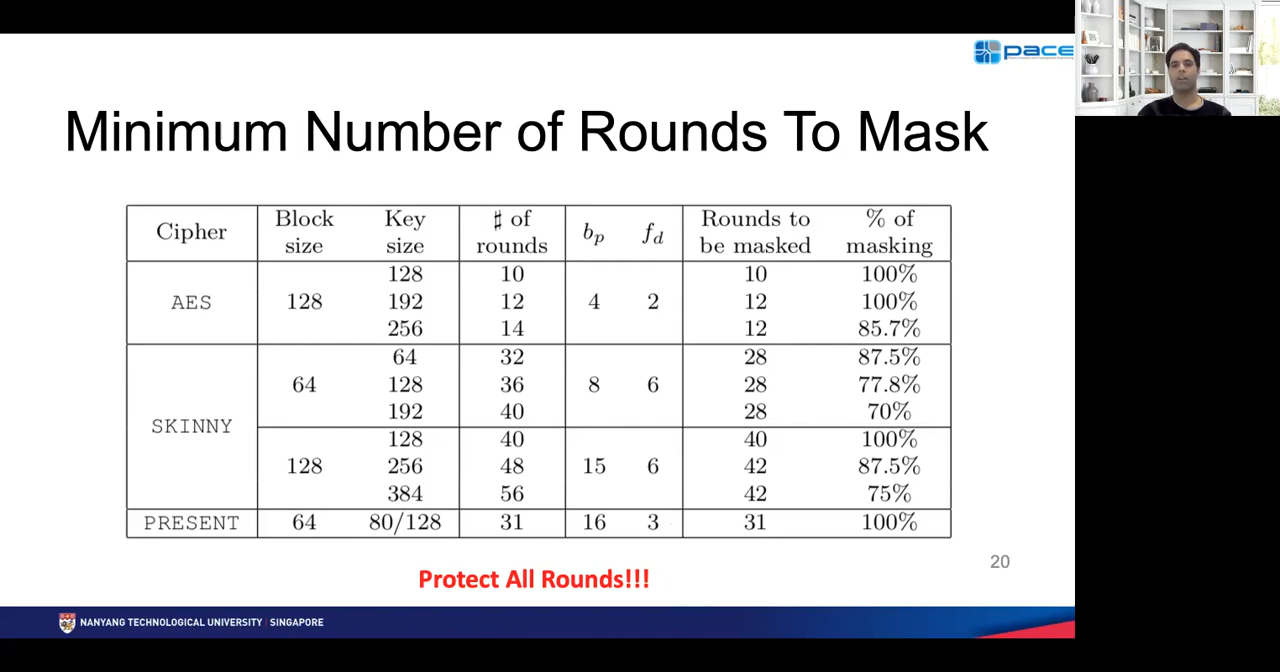 pace
Minimum Number of Rounds To Mask
Cipher Block size Key size ♯ of rounds b_p f_d Rounds to be masked % of masking
AES 128 128 10 4 2 10 100%
192 12 12 100%
256 14 12 85.7%
SKINNY 64 64 32 8 6 28 87.5%
128 36 28 77.8%
192 40 28 70%
128 128 40 15 6 40 100%
256 48 42 87.5%
384 56 42 75%
PRESENT 64 80/128 31 16 3 31 100%
Protect All Rounds!!!
20
NANYANG TECHNOLOGICAL UNIVERSITY | SINGAPORE